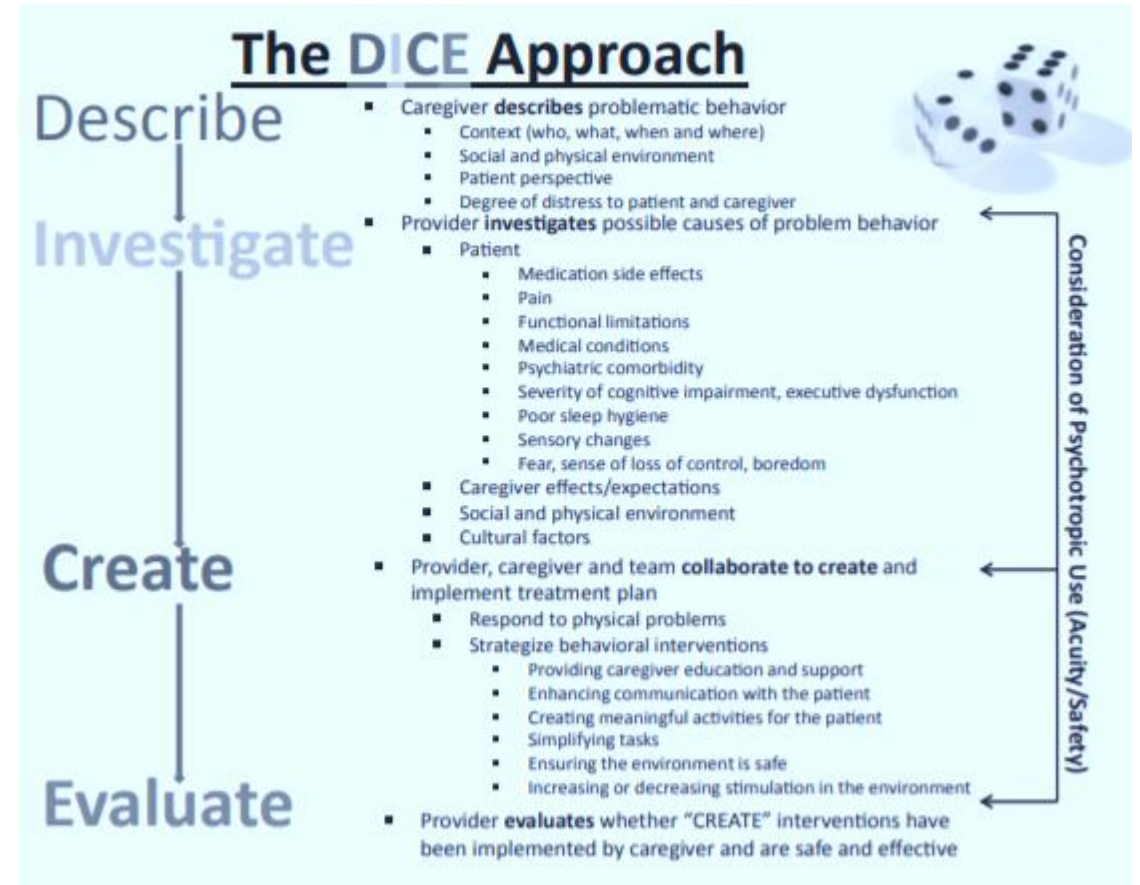 The DICE Approach
Describe
▪ Caregiver describes problematic behavior
▪ Context (who, what, when and where)
▪ Social and physical environment
▪ Patient perspective
▪ Degree of distress to patient and caregiver
Investigate
▪ Provider investigates possible causes of problem behavior
▪ Patient
▪ Medication side effects
▪ Pain
▪ Functional limitations
▪ Medical conditions
▪ Psychiatric comorbidity
▪ Severity of cognitive impairment, executive dysfunction
▪ Poor sleep hygiene
▪ Sensory changes
▪ Fear, sense of loss of control, boredom
▪ Caregiver effects/expectations
▪ Social and physical environment
▪ Cultural factors
Create
▪ Provider, caregiver and team collaborate to create and
implement treatment plan
▪ Respond to physical problems
▪ Strategize behavioral interventions
▪ Providing caregiver education and support
▪ Enhancing communication with the patient
▪ Creating meaningful activities for the patient
▪ Simplifying tasks
▪ Ensuring the environment is safe
▪ Increasing or decreasing stimulation in the environment
Evaluate
▪ Provider evaluates whether “CREATE” interventions have
been implemented by caregiver and are safe and effective
Consideration of Psychotropic Use (Acuity/Safety)